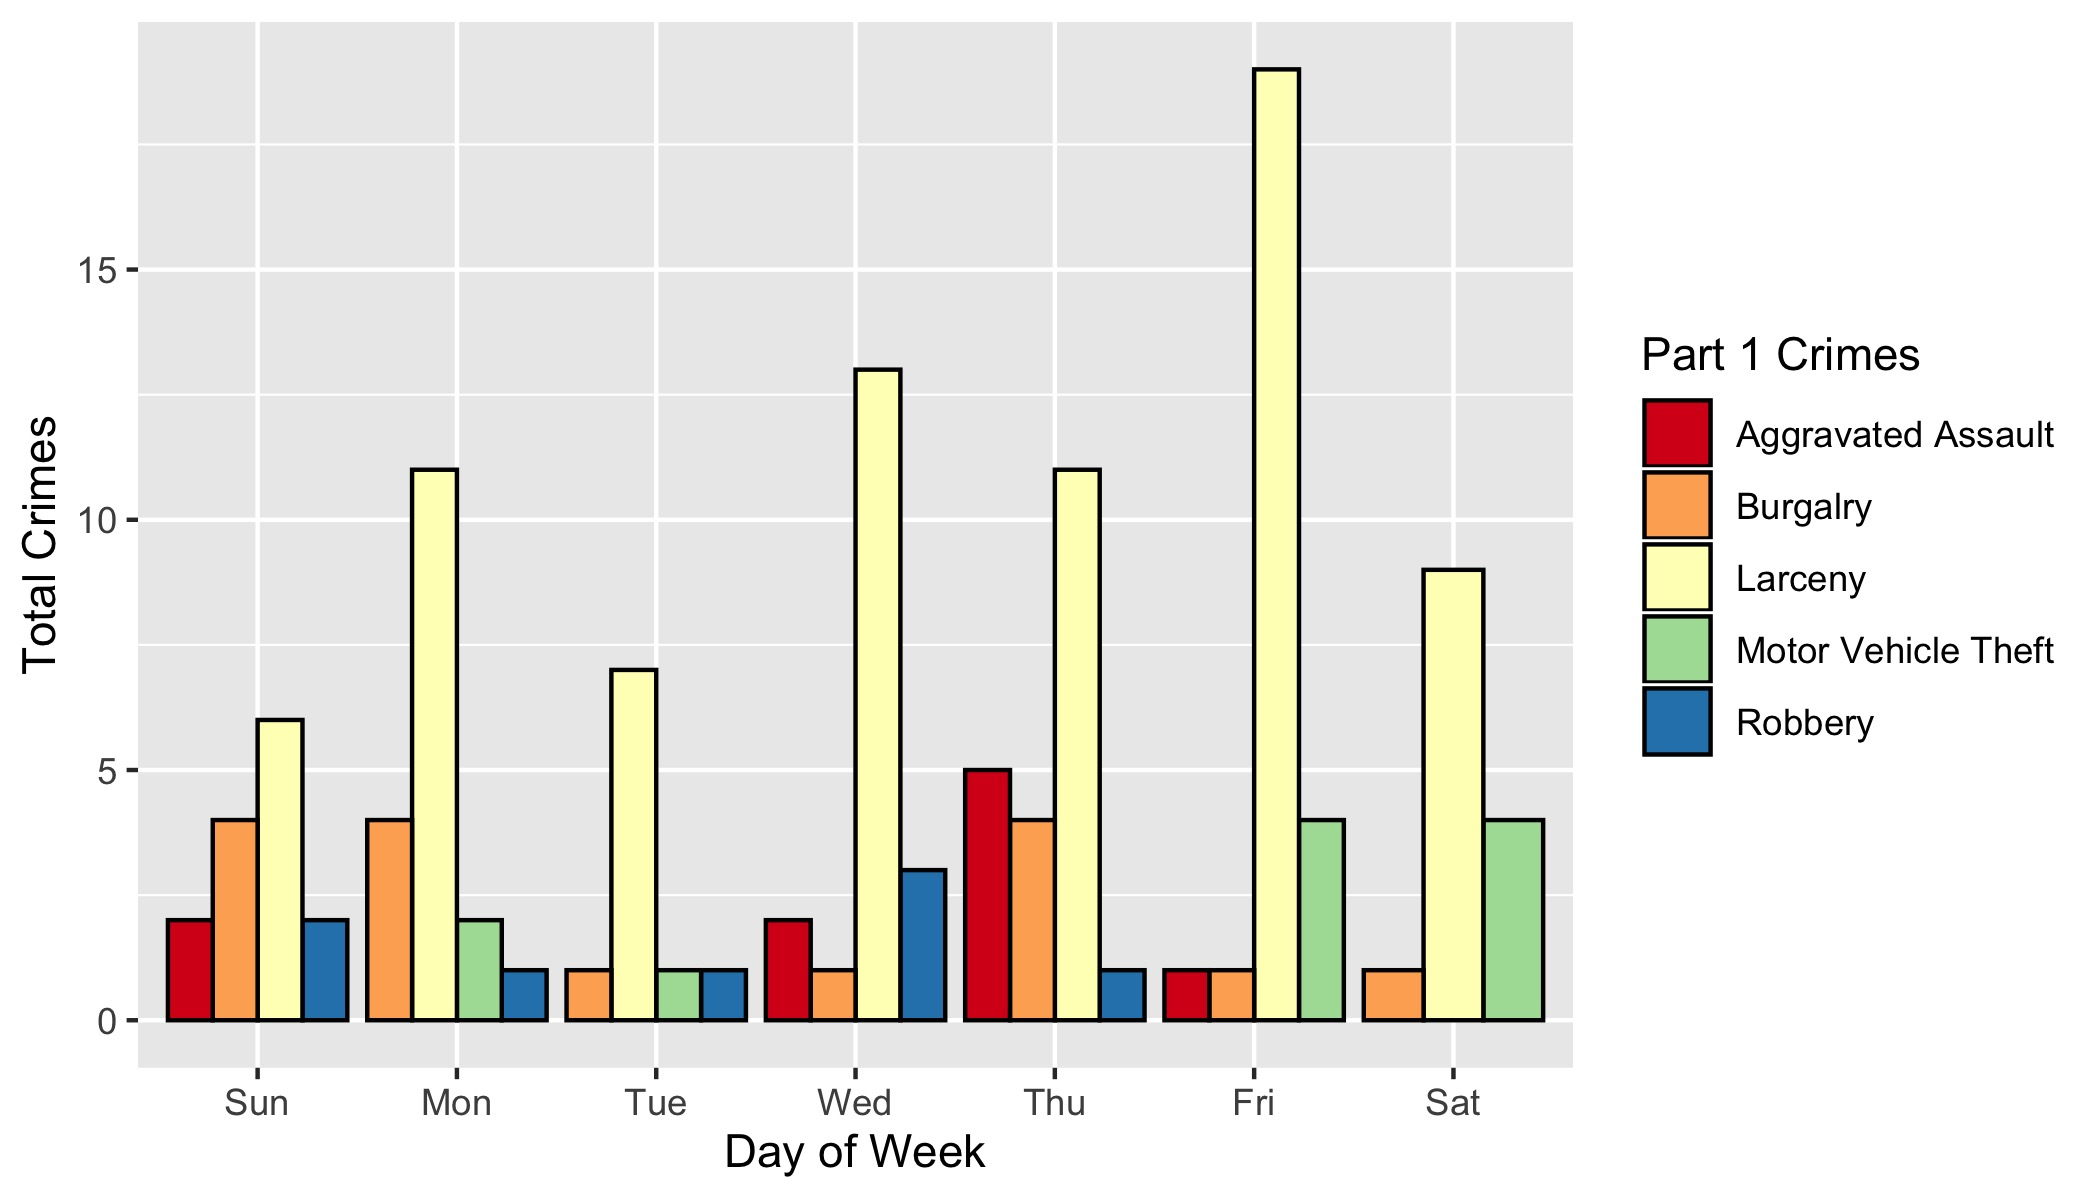 Total Crimes
15
10
5
0
Sun Mon Tue Wed Thu Fri Sat
Day of Week
Part 1 Crimes
Aggravated Assault
Burgalry
Larceny
Motor Vehicle Theft
Robbery